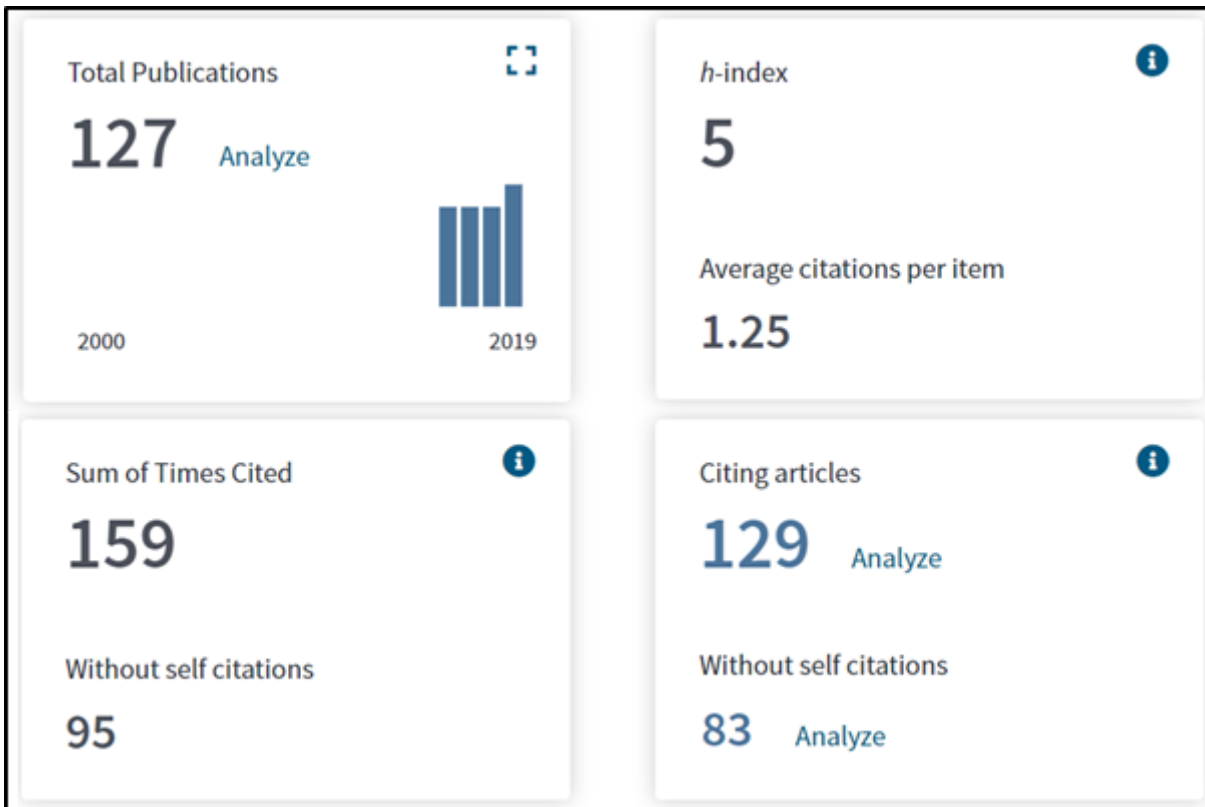 Total Publications
127 Analyze
2000 2019
h-index
5
Average citations per item
1.25
Sum of Times Cited
159
Without self citations
95
Citing articles
129 Analyze
Without self citations
83 Analyze